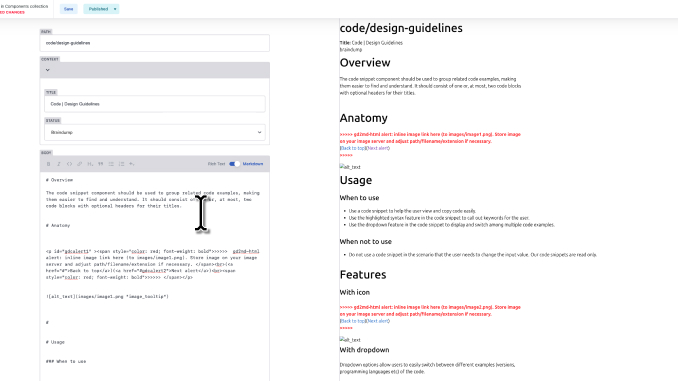 in Components collection
ED CHANGES
Save
Published
PATH
code/design-guidelines
CONTENT
TITLE
Code | Design Guidelines
STATUS
Braindump
BODY
Rich Text
Markdown
# Overview
The code snippet component should be used to group related code examples, making
them easier to find and understand. It should consist one or, at most, two
code blocks with optional headers for their titles.
# Anatomy
<p id="gdcalert1" ><span style="color: red; font-weight: bold">>>>>> gd2md-html
alert: inline image link here (to images/image1.png). Store image on your image
server and adjust path/filename/extension if necessary. </span><br>(<a
href="#">Back to top</a>)(<a href="#gdcalert2">Next alert</a>)<br><span
style="color: red; font-weight: bold">>>>>> </span></p>
![alt_text](images/image1.png "image_tooltip")
#
# Usage
### When to use
code/design-guidelines
Title: Code | Design Guidelines
braindump
Overview
The code snippet component should be used to group related code examples, making
them easier to find and understand. It should consist of one or, at most, two code blocks
with optional headers for their titles.
Anatomy
>>>>> gd2md-html alert: inline image link here (to images/image1.png). Store image
on your image server and adjust path/filename/extension if necessary.
(Back to top)(Next alert)
>>>>>
alt_text
Usage
When to use
• Use a code snippet to help the user view and copy code easily.
• Use the highlighted syntax feature in the code snippet to call out keywords for the user.
• Use the dropdown feature in the code snippet to display and switch among multiple code examples.
When not to use
• Do not use a code snippet in the scenario that the user needs to change the input value. Our code snippets are read only.
Features
With icon
>>>>> gd2md-html alert: inline image link here (to images/image2.png). Store image
on your image server and adjust path/filename/extension if necessary.
(Back to top)(Next alert)
>>>>>
alt_text
With dropdown
Dropdown options allow users to easily switch between different examples (versions,
programming languages etc) of the code.